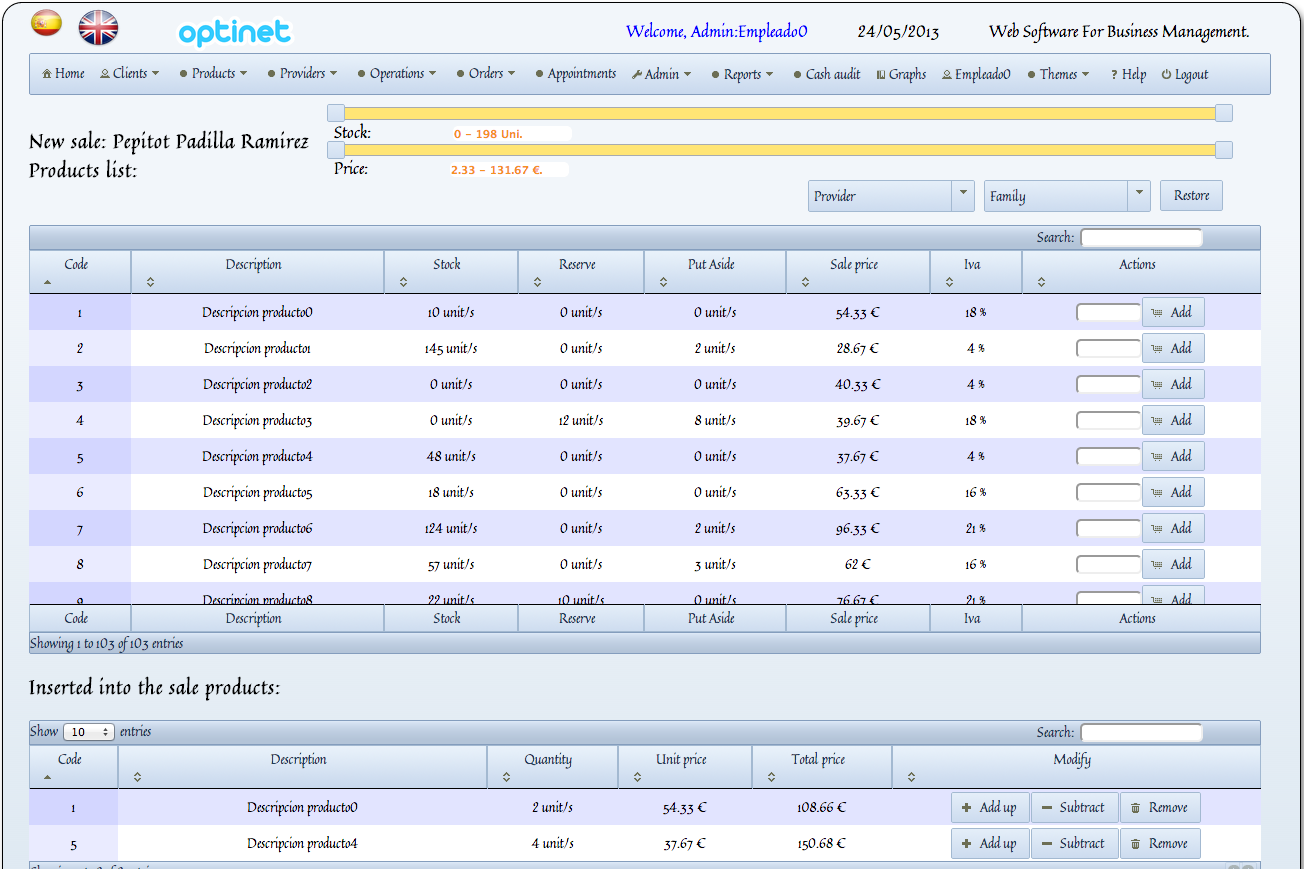 optinet Welcome, Admin:Empleado0 24/05/2013 Web Software For Business Management.
Home Clients Products Providers Operations Orders Appointments Admin Reports Cash audit Graphs Empleado0 Themes ? Help Logout
New sale: Pepitot Padilla Ramirez
Stock: 0 - 198 Uni.
Products list:
Price: 2.33 - 131.67 €.
Provider Family Restore
Search:
Code Description Stock Reserve Put Aside Sale price Iva Actions
1 Descripcion producto0 10 unit/s 0 unit/s 0 unit/s 54.33 € 18 % Add
2 Descripcion producto1 145 unit/s 0 unit/s 2 unit/s 28.67 € 4 % Add
3 Descripcion producto2 0 unit/s 0 unit/s 0 unit/s 40.33 € 4 % Add
4 Descripcion producto3 0 unit/s 12 unit/s 8 unit/s 39.67 € 18 % Add
5 Descripcion producto4 48 unit/s 0 unit/s 0 unit/s 37.67 € 4 % Add
6 Descripcion producto5 18 unit/s 0 unit/s 0 unit/s 63.33 € 16 % Add
7 Descripcion producto6 124 unit/s 0 unit/s 2 unit/s 96.33 € 21 % Add
8 Descripcion producto7 57 unit/s 0 unit/s 3 unit/s 62 € 16 % Add
9 Descripcion producto8 22 unit/s 10 unit/s 0 unit/s 76.67 € 21 % Add
Code Description Stock Reserve Put Aside Sale price Iva Actions
Showing 1 to 103 of 103 entries
Inserted into the sale products:
Show 10 entries Search:
Code Description Quantity Unit price Total price Modify
1 Descripcion producto0 2 unit/s 54.33 € 108.66 € Add up Subtract Remove
5 Descripcion producto4 4 unit/s 37.67 € 150.68 € Add up Subtract Remove